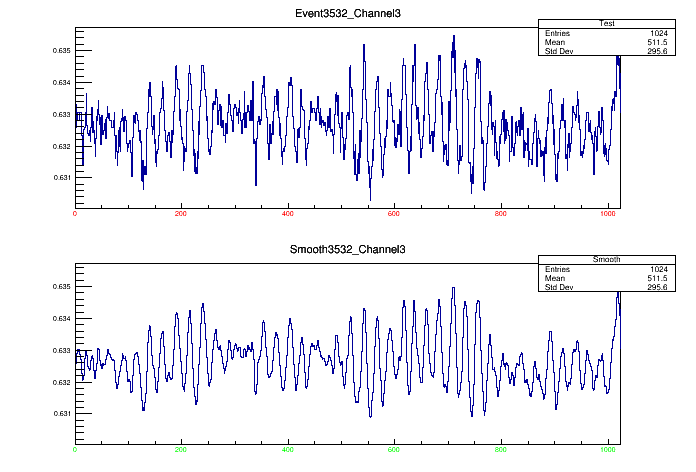 Event3532_Channel3
Test
Entries 1024
Mean 511.5
Std Dev 295.6
0.635
0.634
0.633
0.632
0.631
0 200 400 600 800 1000
Smooth3532_Channel3
Smooth
Entries 1024
Mean 511.5
Std Dev 295.6
0.635
0.634
0.633
0.632
0.631
0 200 400 600 800 1000